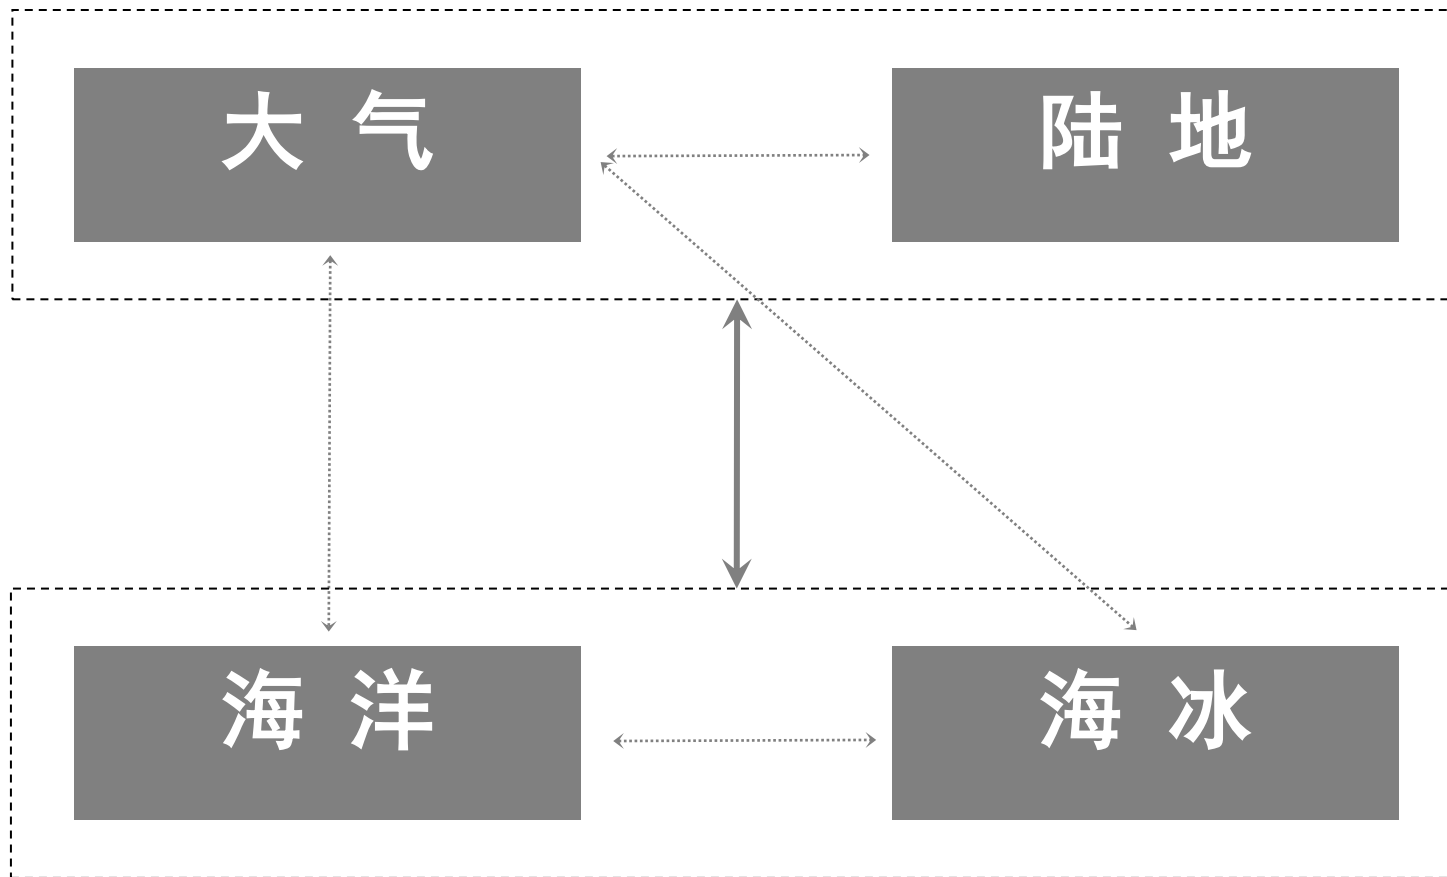 大 气
陆 地
海 洋
海 冰